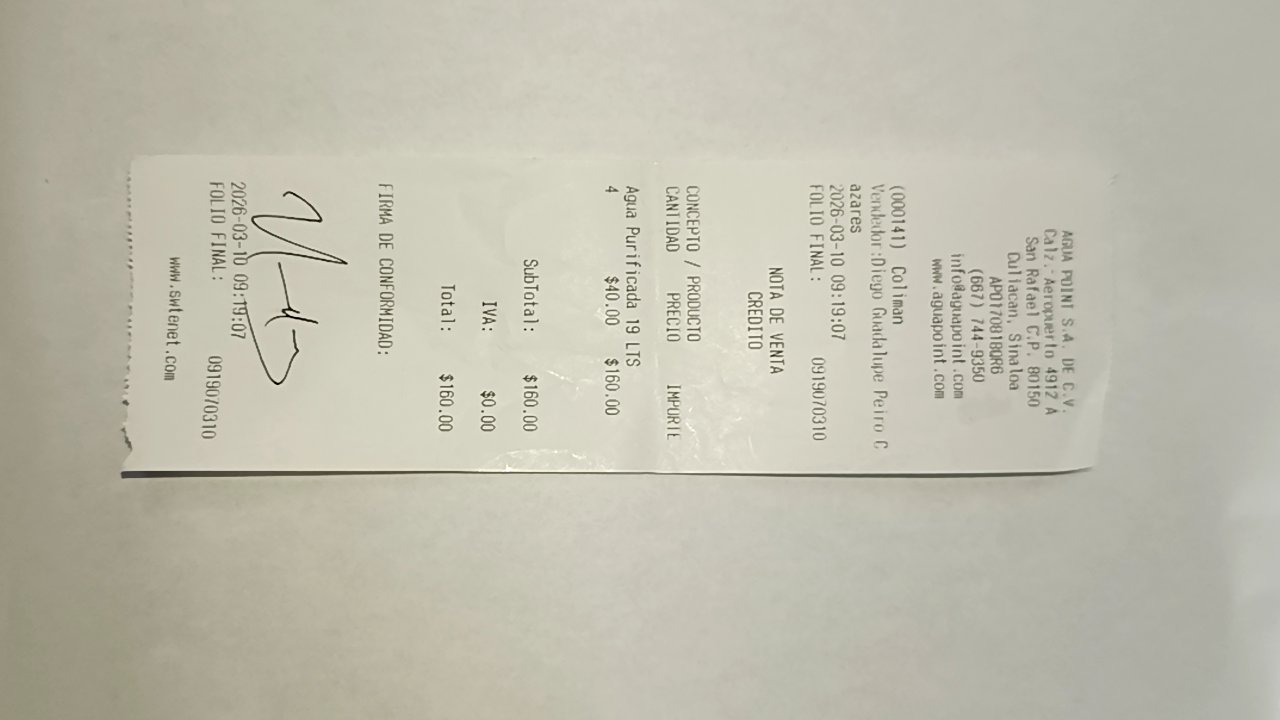 AGUA POINT S.A. DE C.V.
Calz. Aeropuerto 4912 A
San Rafael C.P. 80150
Culiacan, Sinaloa
APO170818QR6
(667) 744-9350
info@aguapoint.com
www.aguapoint.com
(000141) Coliman
Vendedor:Diego Guadalupe Peiro C
azares
2026-03-10 09:19:07
FOLIO FINAL: 0919070310
NOTA DE VENTA
CREDITO
CONCEPTO / PRODUCTO
CANTIDAD PRECIO IMPORTE
Agua Purificada 19 LTS
4 $40.00 $160.00
SubTotal: $160.00
IVA: $0.00
Total: $160.00
FIRMA DE CONFORMIDAD:
2026-03-10 09:19:07
FOLIO FINAL: 0919070310
www.swtenet.com